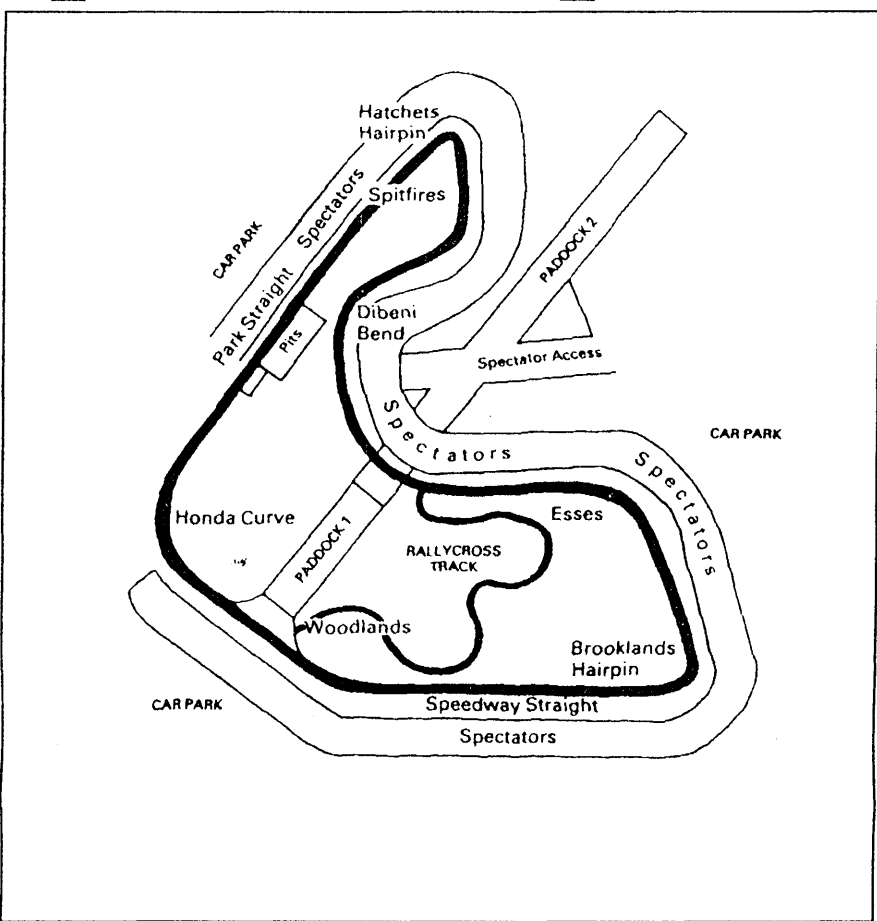 Hatchets
Hairpin
Spitfires
Spectators
CAR PARK
Park Straight
Pits
PADDOCK 2
Dibeni
Bend
Spectator Access
Spectators
CAR PARK
Spectators
Esses
Honda Curve
PADDOCK 1
RALLYCROSS
TRACK
Woodlands
Brooklands
Hairpin
CAR PARK
Speedway Straight
Spectators